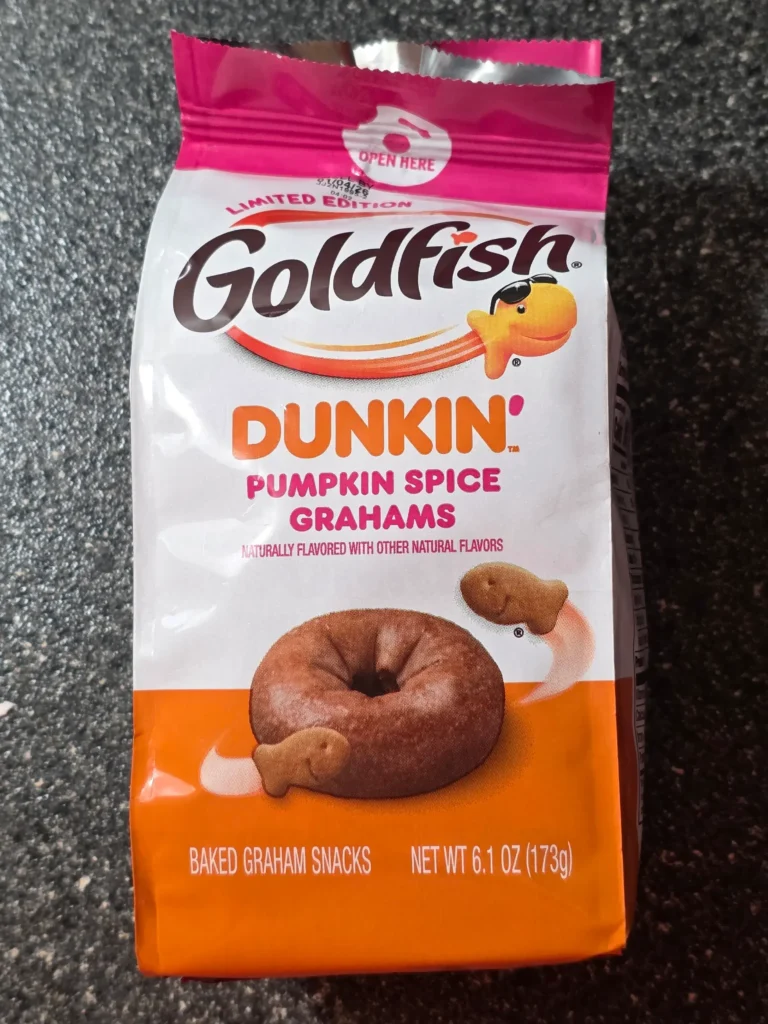 OPEN HERE
LIMITED EDITION
Goldfish®
®
DUNKIN'™
PUMPKIN SPICE
GRAHAMS
NATURALLY FLAVORED WITH OTHER NATURAL FLAVORS
®
BAKED GRAHAM SNACKS NET WT 6.1 OZ (173g)